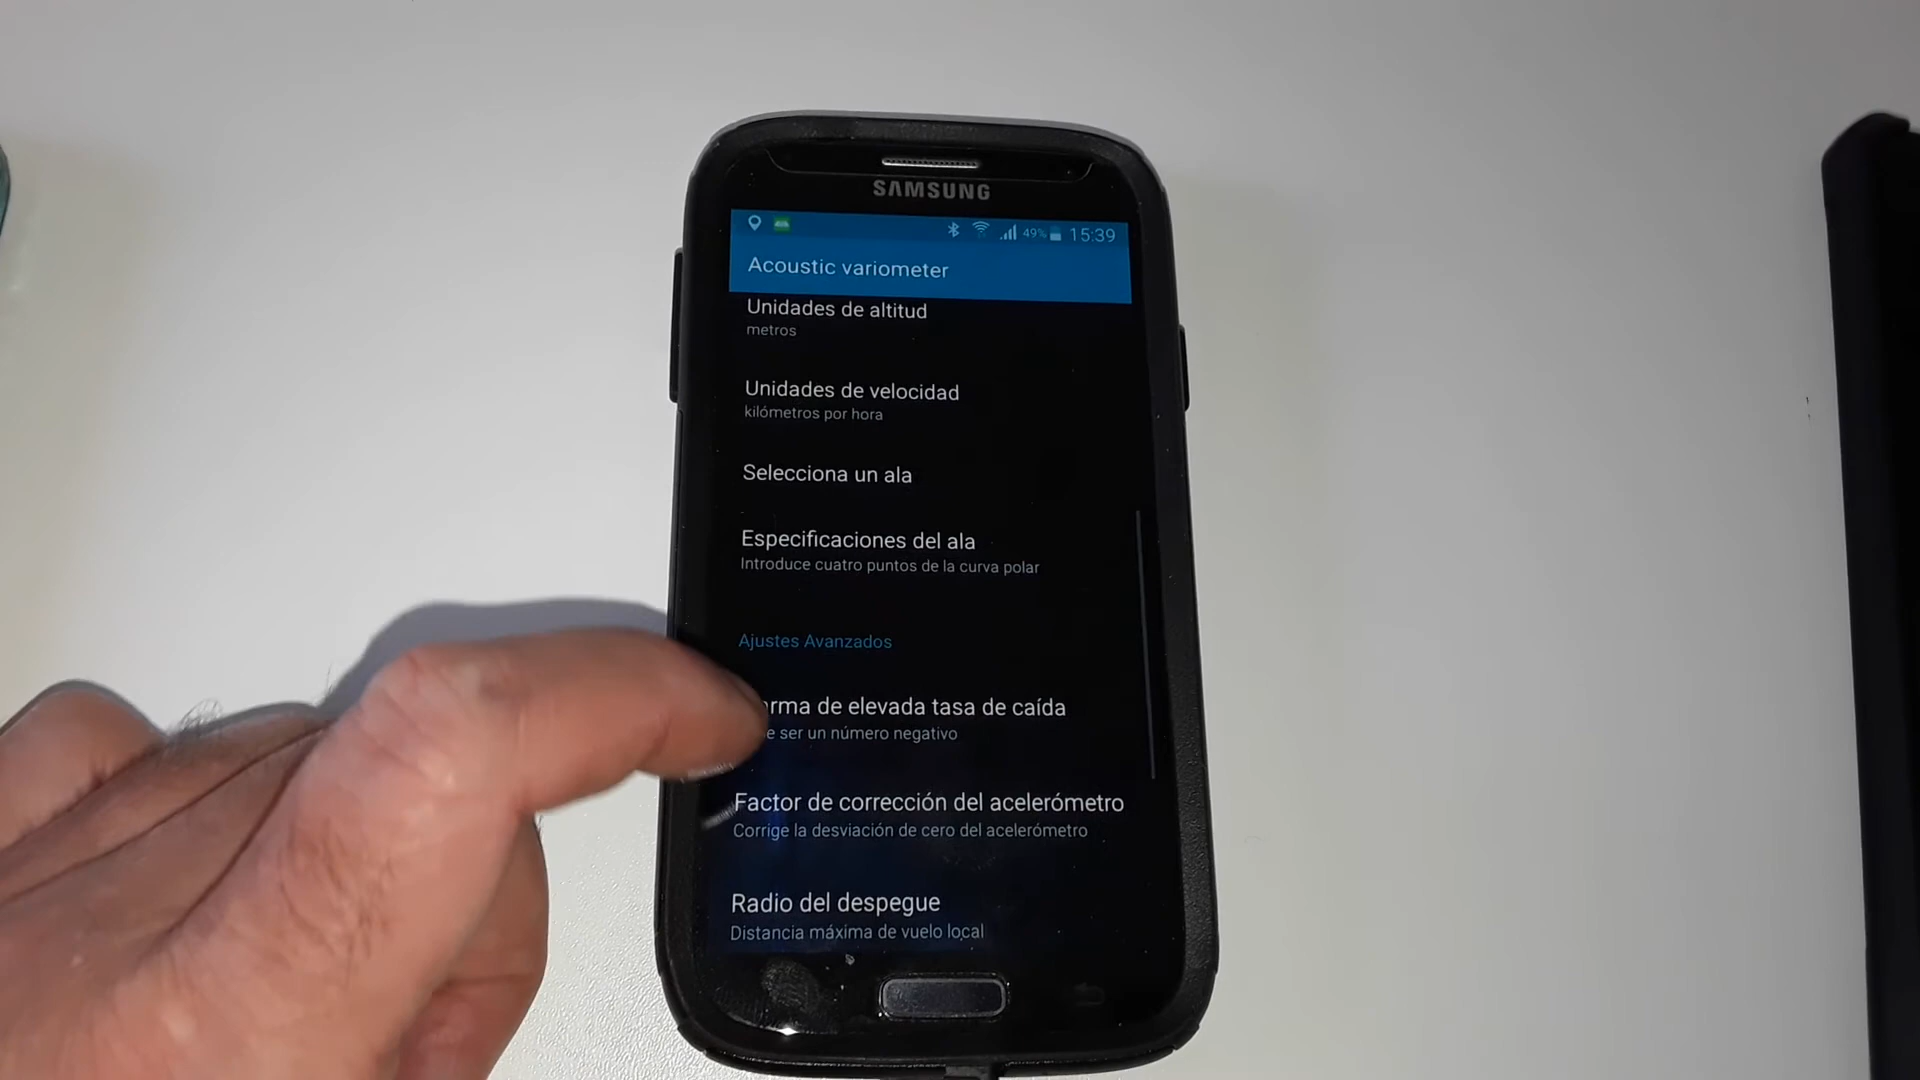 SAMSUNG
49% 15:39
Acoustic variometer
Unidades de altitud
metros
Unidades de velocidad
kilómetros por hora
Selecciona un ala
Especificaciones del ala
Introduce cuatro puntos de la curva polar
Ajustes Avanzados
de elevada tasa de caída
ser un número negativo
Factor de corrección del acelerómetro
Corrige la desviación de cero del acelerómetro
Radio del despegue
Distancia máxima de vuelo local